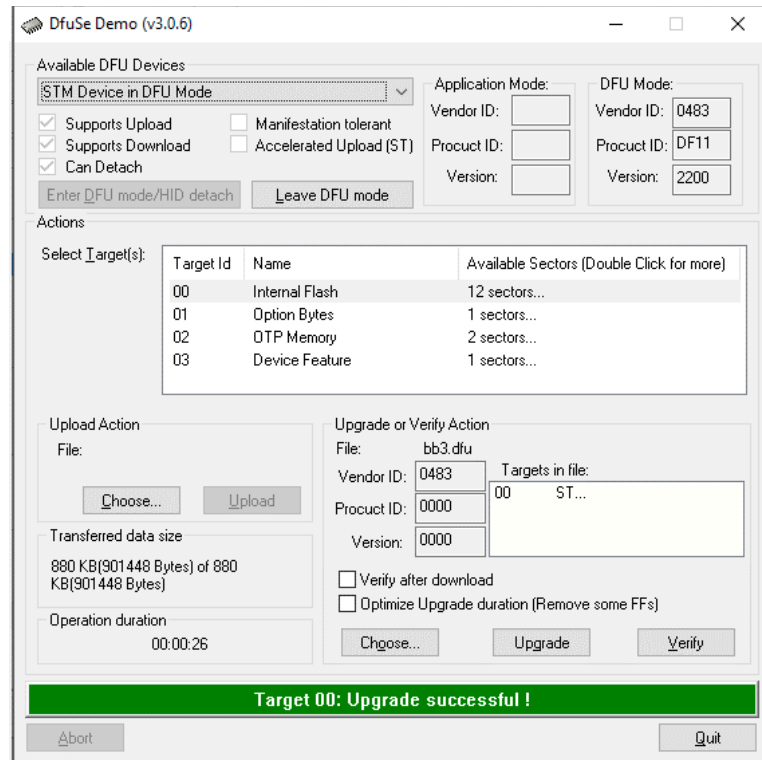 DfuSe Demo (v3.0.6)
Available DFU Devices
STM Device in DFU Mode
Supports Upload
Manifestation tolerant
Supports Download
Accelerated Upload (ST)
Can Detach
Enter DFU mode/HID detach
Leave DFU mode
Application Mode:
Vendor ID:
Procuct ID:
Version:
DFU Mode:
Vendor ID: 0483
Procuct ID: DF11
Version: 2200
Actions
Select Target(s):
Target Id Name Available Sectors (Double Click for more)
00 Internal Flash 12 sectors...
01 Option Bytes 1 sectors...
02 OTP Memory 2 sectors...
03 Device Feature 1 sectors...
Upload Action
File:
Choose...
Upload
Transferred data size
880 KB(901448 Bytes) of 880
KB(901448 Bytes)
Operation duration
00:00:26
Upgrade or Verify Action
File: bb3.dfu
Vendor ID: 0483
Procuct ID: 0000
Version: 0000
Targets in file:
00 ST...
Verify after download
Optimize Upgrade duration (Remove some FFs)
Choose...
Upgrade
Verify
Target 00: Upgrade successful !
Abort
Quit